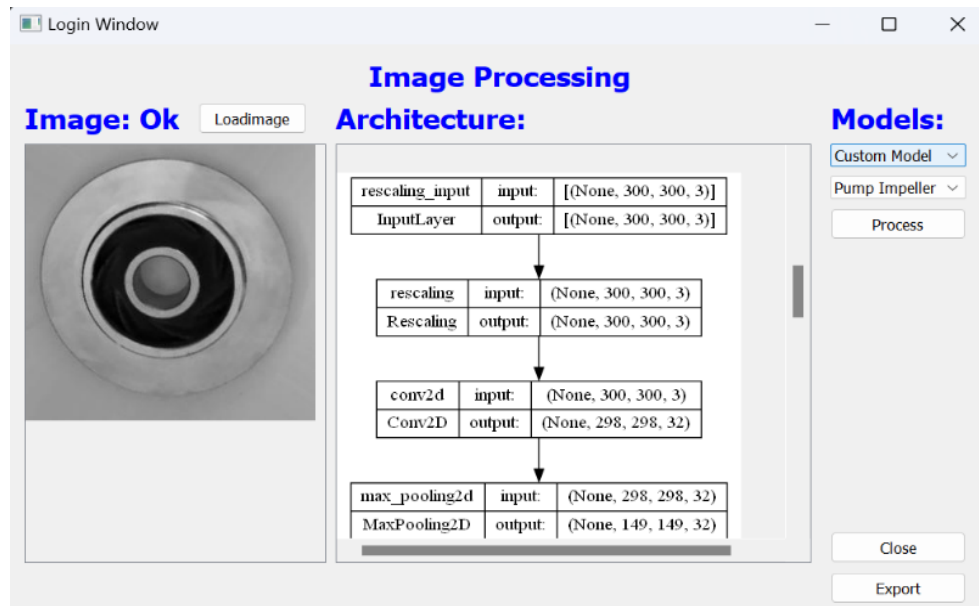 Login Window
Image Processing
Image: Ok
Loadimage
Architecture:
Models:
Custom Model
Pump Impeller
Process
rescaling_input input: [(None, 300, 300, 3)]
InputLayer output: [(None, 300, 300, 3)]
rescaling input: (None, 300, 300, 3)
Rescaling output: (None, 300, 300, 3)
conv2d input: (None, 300, 300, 3)
Conv2D output: (None, 298, 298, 32)
max_pooling2d input: (None, 298, 298, 32)
MaxPooling2D output: (None, 149, 149, 32)
Close
Export